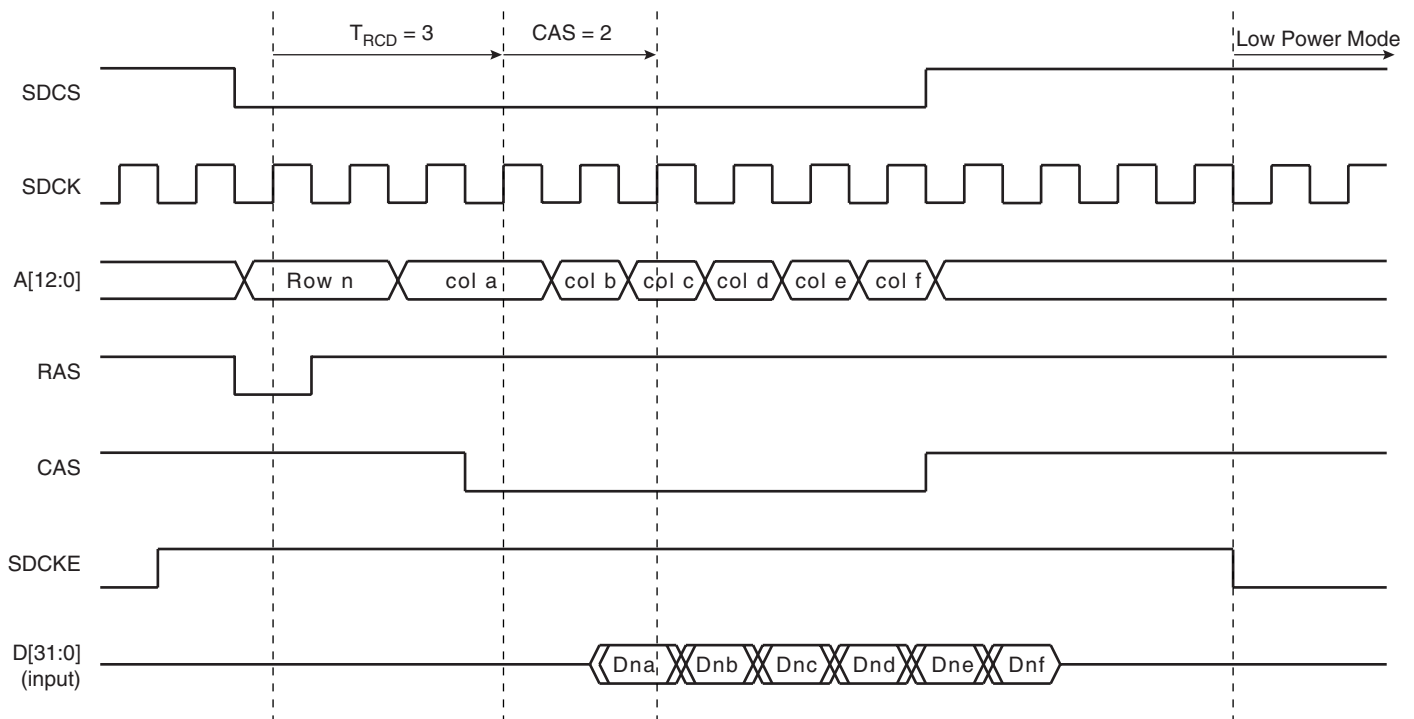 T_RCD = 3
CAS = 2
Low Power Mode
SDCS
SDCK
A[12:0]
Row n
col a
col b
col c
col d
col e
col f
RAS
CAS
SDCKE
D[31:0]
(input)
Dna
Dnb
Dnc
Dnd
Dne
Dnf